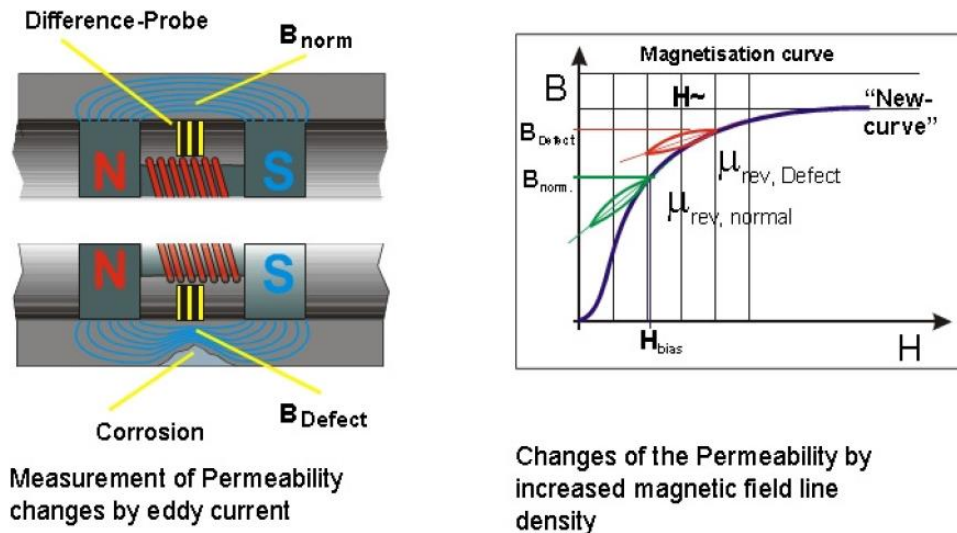 Difference-Probe
B norm
N S
N S
Corrosion
B Defect
Measurement of Permeability
changes by eddy current
Magnetisation curve
B
H~
“New-
curve”
B Defect
μ rev, Defect
B norm.
μ rev, normal
H bias
H
Changes of the Permeability by
increased magnetic field line
density